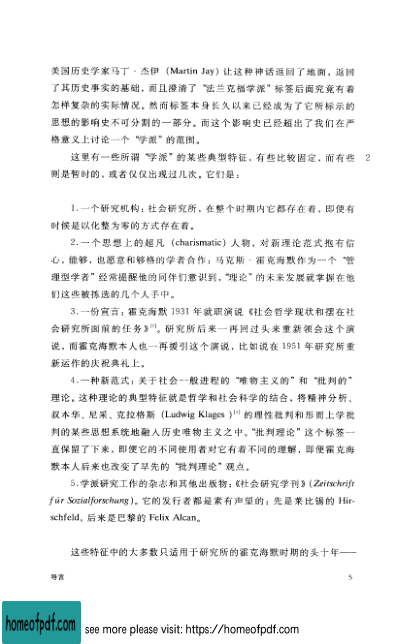 美国历史学家马丁·杰伊（Martin Jay）让这种神话返回了地面，返回
了其历史事实的基础，而且澄清了“法兰克福学派”标签后面究竟有着
怎样复杂的实际情况。然而标签本身长久以来已经成为了它所标示的
思想的影响史不可分割的一部分。而这个影响史已经超出了我们在严
格意义上讨论一个“学派”的范围。
这里有一些所谓“学派”的某些典型特征，有些比较固定，而有些 2
则是暂时的，或者仅仅出现过几次。它们是：
1.一个研究机构：社会研究所，在整个时期内它都存在着，即便有
时候是以化整为零的方式存在着。
2.一个思想上的超凡（charismatic）人物，对新理论范式抱有信
心，能够，也愿意和够格的学者合作：马克斯·霍克海默作为一个“管
理型学者”经常提醒他的同伴们意识到，“理论”的未来发展就掌握在他
们这些被拣选的几个人手中。
3.一份宣言：霍克海默 1931 年就职演说《社会哲学现状和摆在社
会研究所面前的任务》[2]。研究所后来一再回过头来重新领会这个演
说，而霍克海默本人也一再援引这个演说，比如说在 1951 年研究所重
新运作的庆祝典礼上。
4.一种新范式：关于社会一般进程的“唯物主义的”和“批判的”
理论。这种理论的典型特征就是哲学和社会科学的结合，将精神分析、
叔本华、尼采、克拉格斯（Ludwig Klages）[3]的理性批判和形而上学批
判的某些思想系统地融入历史唯物主义之中。“批判理论”这个标签一
直保留了下来，即便它的不同使用者对它有着不同的理解，即便霍克海
默本人后来也改变了早先的“批判理论”观点。
5.学派研究工作的杂志和其他出版物：《社会研究学刊》（Zeitschrift
für Sozialforschung）。它的发行者都是素有声望的：先是莱比锡的 Hir-
schfeld，后来是巴黎的 Felix Alcan。
这些特征中的大多数只适用于研究所的霍克海默时期的头十年——
导言 5
homeofpdf.com see more please visit: https://homeofpdf.com